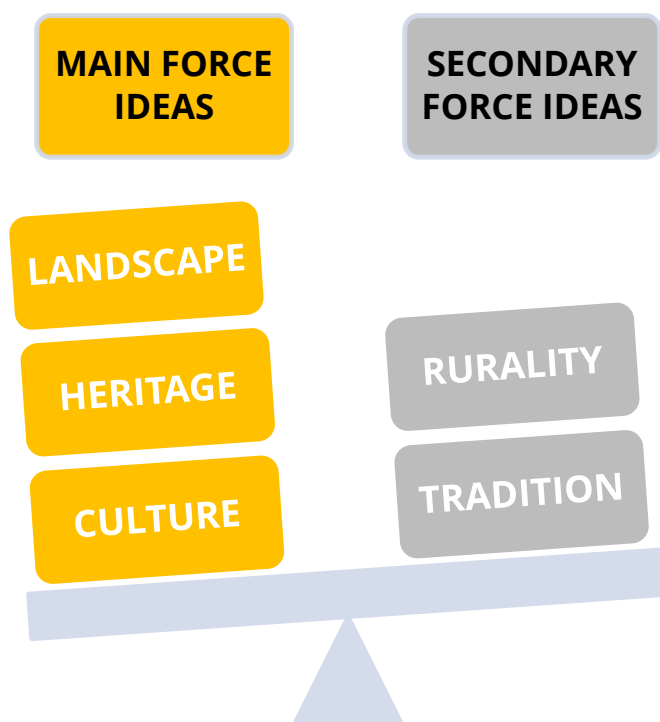 MAIN FORCE
IDEAS
SECONDARY
FORCE IDEAS
LANDSCAPE
HERITAGE
CULTURE
RURALITY
TRADITION